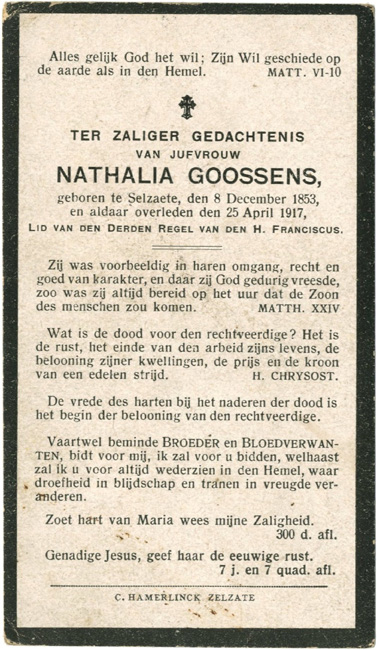 Alles gelijk God het wil; Zijn Wil geschiede op
de aarde als in den Hemel. MATT. VI-10
TER ZALIGER GEDACHTENIS
VAN JUFVROUW
NATHALIA GOOSSENS,
geboren te Selzaete, den 8 December 1853,
en aldaar overleden den 25 April 1917,
LID VAN DEN DERDEN REGEL VAN DEN H. FRANCISCUS.
Zij was voorbeeldig in haren omgang, recht en
goed van karakter, en daar zij God gedurig vreesde,
zoo was zij altijd bereid op het uur dat de Zoon
des menschen zou komen. MATTH. XXIV
Wat is de dood voor den rechtveerdige? Het is
de rust, het einde van den arbeid zijns levens, de
belooning zijner kwellingen, de prijs en de kroon
van een edelen strijd. H. CHRYSOST.
De vrede des harten bij het naderen der dood is
het begin der belooning van den rechtveerdige.
Vaartwel beminde BROEDER en BLOEDVERWAN-
TEN, bidt voor mij, ik zal voor u bidden, welhaast
zal ik u voor altijd wederzien in den Hemel, waar
droefheid in blijdschap en tranen in vreugde ver-
anderen.
Zoet hart van Maria wees mijne Zaligheid.
300 d. afl.
Genadige Jesus, geef haar de eeuwige rust.
7 j. en 7 quad. afl.
C. HAMERLINCK ZELZATE